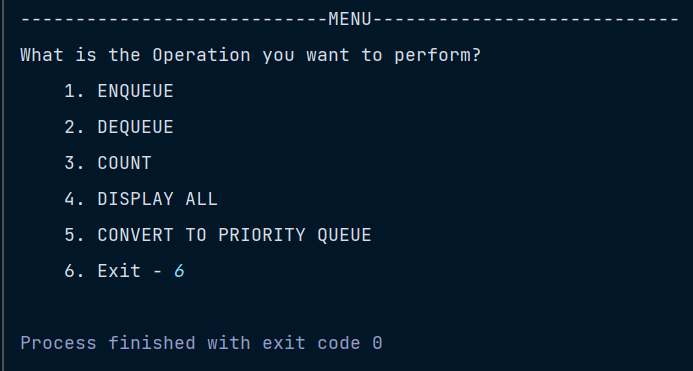 ----------------------------MENU----------------------------
What is the Operation you want to perform?
1. ENQUEUE
2. DEQUEUE
3. COUNT
4. DISPLAY ALL
5. CONVERT TO PRIORITY QUEUE
6. Exit - 6
Process finished with exit code 0